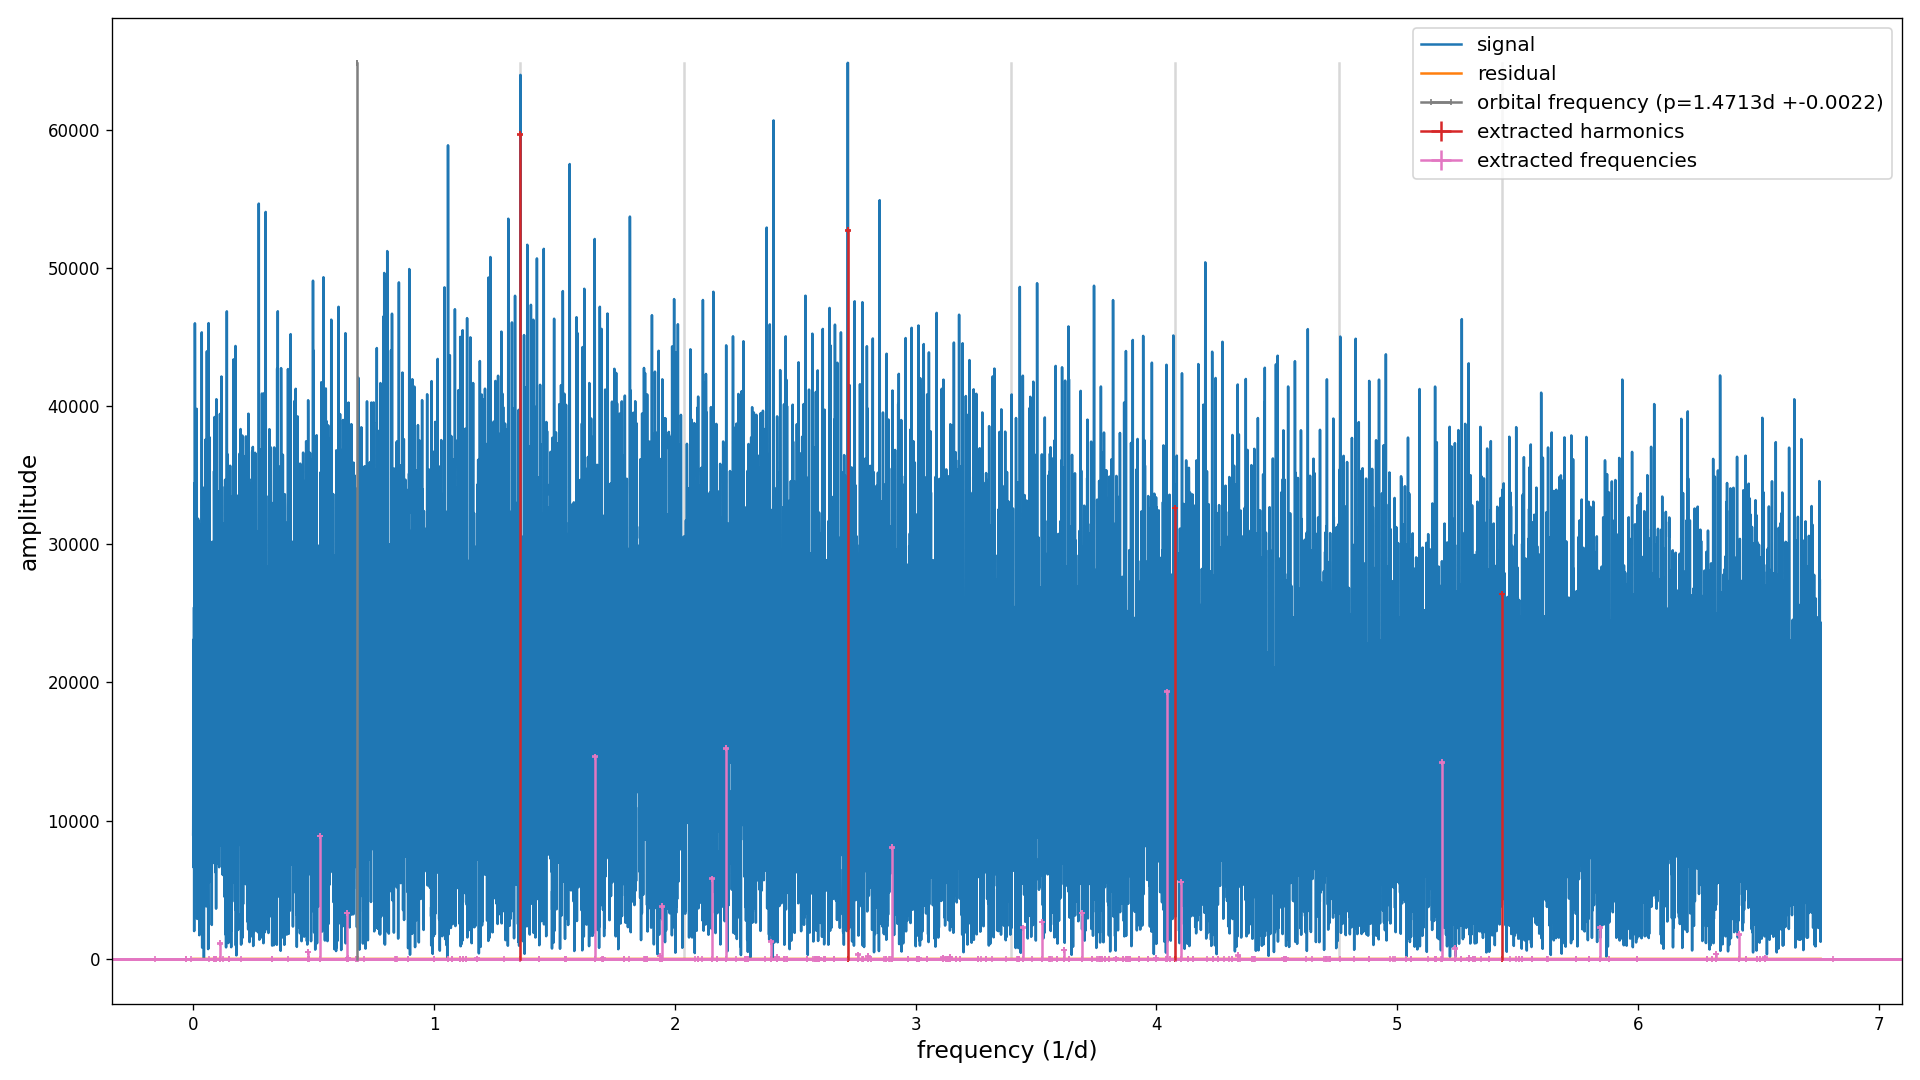 signal
residual
orbital frequency (p=1.4713d +-0.0022)
extracted harmonics
extracted frequencies
60000
50000
40000
30000
20000
10000
0
amplitude
0 1 2 3 4 5 6 7
frequency (1/d)